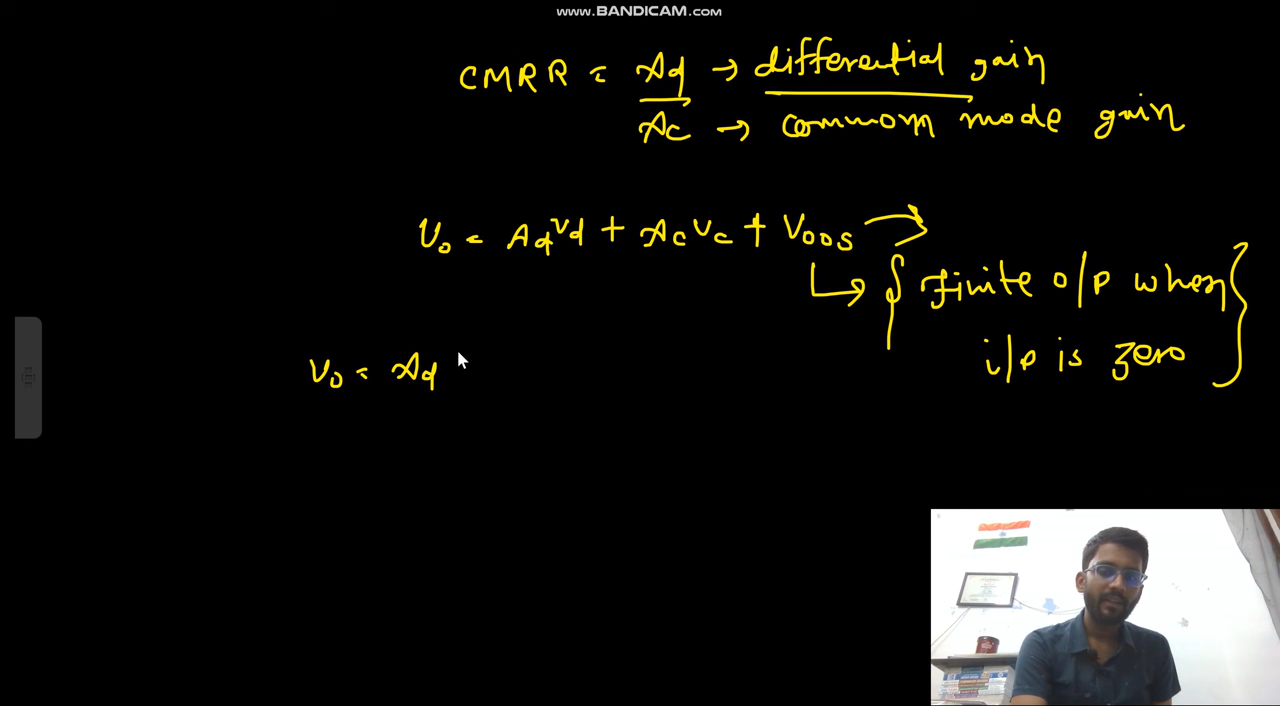 www.BANDICAM.com
CMRR = Ad → differential gain
Ac → common mode gain
Vo = AdVd + AcVc + Voos →
↳ { finite o/p when }
i/p is zero
Vo = Ad